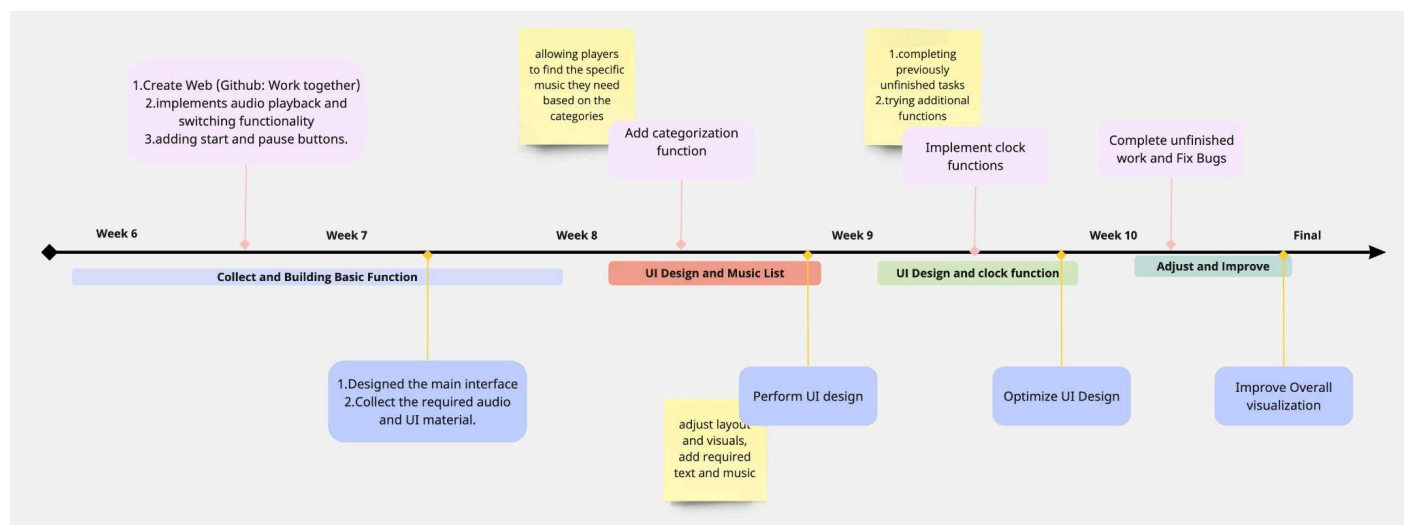 allowing players
to find the specific
music they need
based on the
categories
1.completing
previously
unfinished tasks
2.trying additional
functions
1.Create Web (Github: Work together)
2.implements audio playback and
switching functionality
3.adding start and pause buttons.
Add categorization
function
Implement clock
functions
Complete unfinished
work and Fix Bugs
Week 6
Week 7
Week 8
Week 9
Week 10
Final
Collect and Building Basic Function
UI Design and Music List
UI Design and clock function
Adjust and Improve
1.Designed the main interface
2.Collect the required audio
and UI material.
Perform UI design
Optimize UI Design
Improve Overall
visualization
adjust layout
and visuals,
add required
text and music